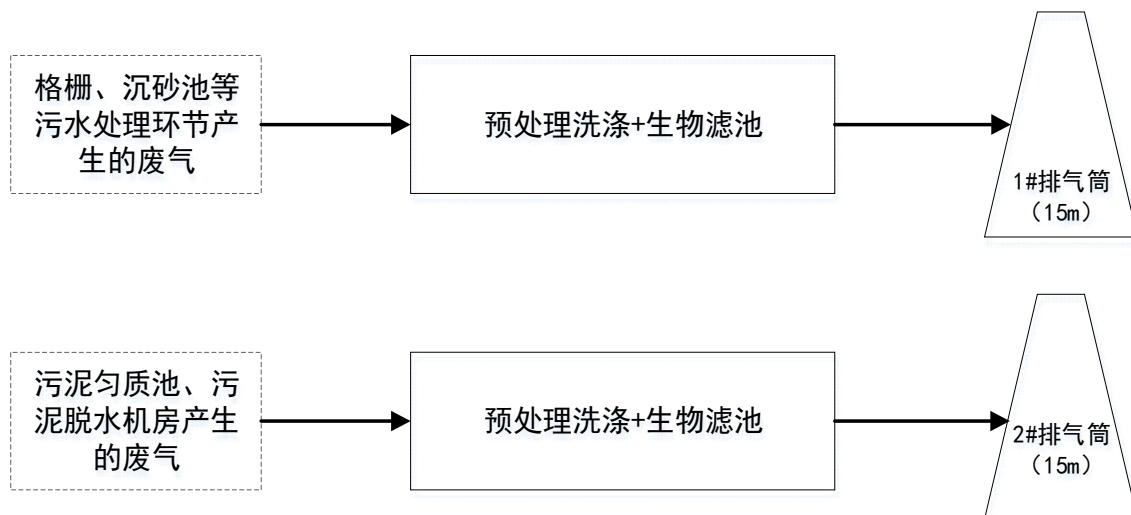 格栅、沉砂池等
污水处理环节产
生的废气
预处理洗涤+生物滤池
1#排气筒
（15m）
污泥匀质池、污
泥脱水机房产生
的废气
预处理洗涤+生物滤池
2#排气筒
（15m）